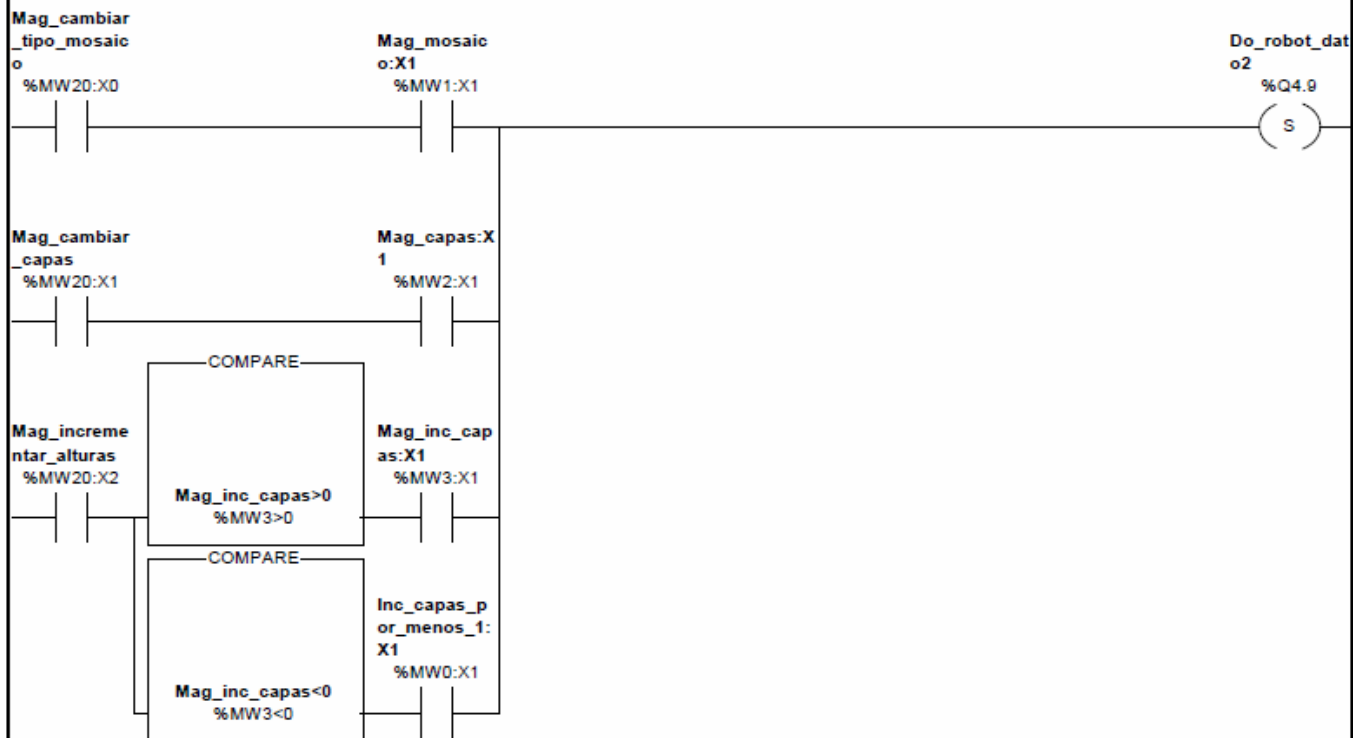 Mag_cambiar
_tipo_mosaic
o
%MW20:X0
Mag_mosaic
o:X1
%MW1:X1
Do_robot_dat
o2
%Q4.9
S
Mag_cambiar
_capas
%MW20:X1
Mag_capas:X
1
%MW2:X1
COMPARE
Mag_increme
ntar_alturas
%MW20:X2
Mag_inc_capas>0
%MW3>0
Mag_inc_cap
as:X1
%MW3:X1
COMPARE
Mag_inc_capas<0
%MW3<0
Inc_capas_p
or_menos_1:
X1
%MW0:X1